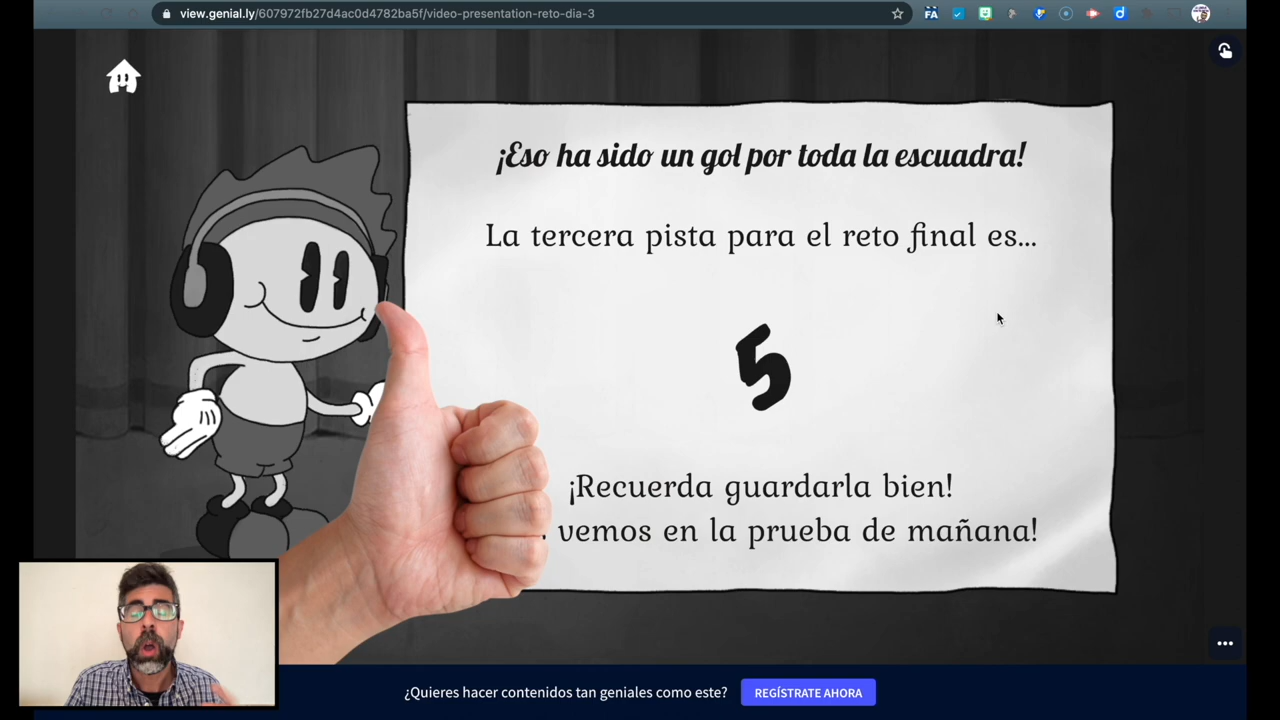 view.genial.ly/607972fb27d4ac0d4782ba5f/video-presentation-reto-dia-3
FA
¡Eso ha sido un gol por toda la escuadra!
La tercera pista para el reto final es...
5
¡Recuerda guardarla bien!
vemos en la prueba de mañana!
¿Quieres hacer contenidos tan geniales como este?
REGÍSTRATE AHORA